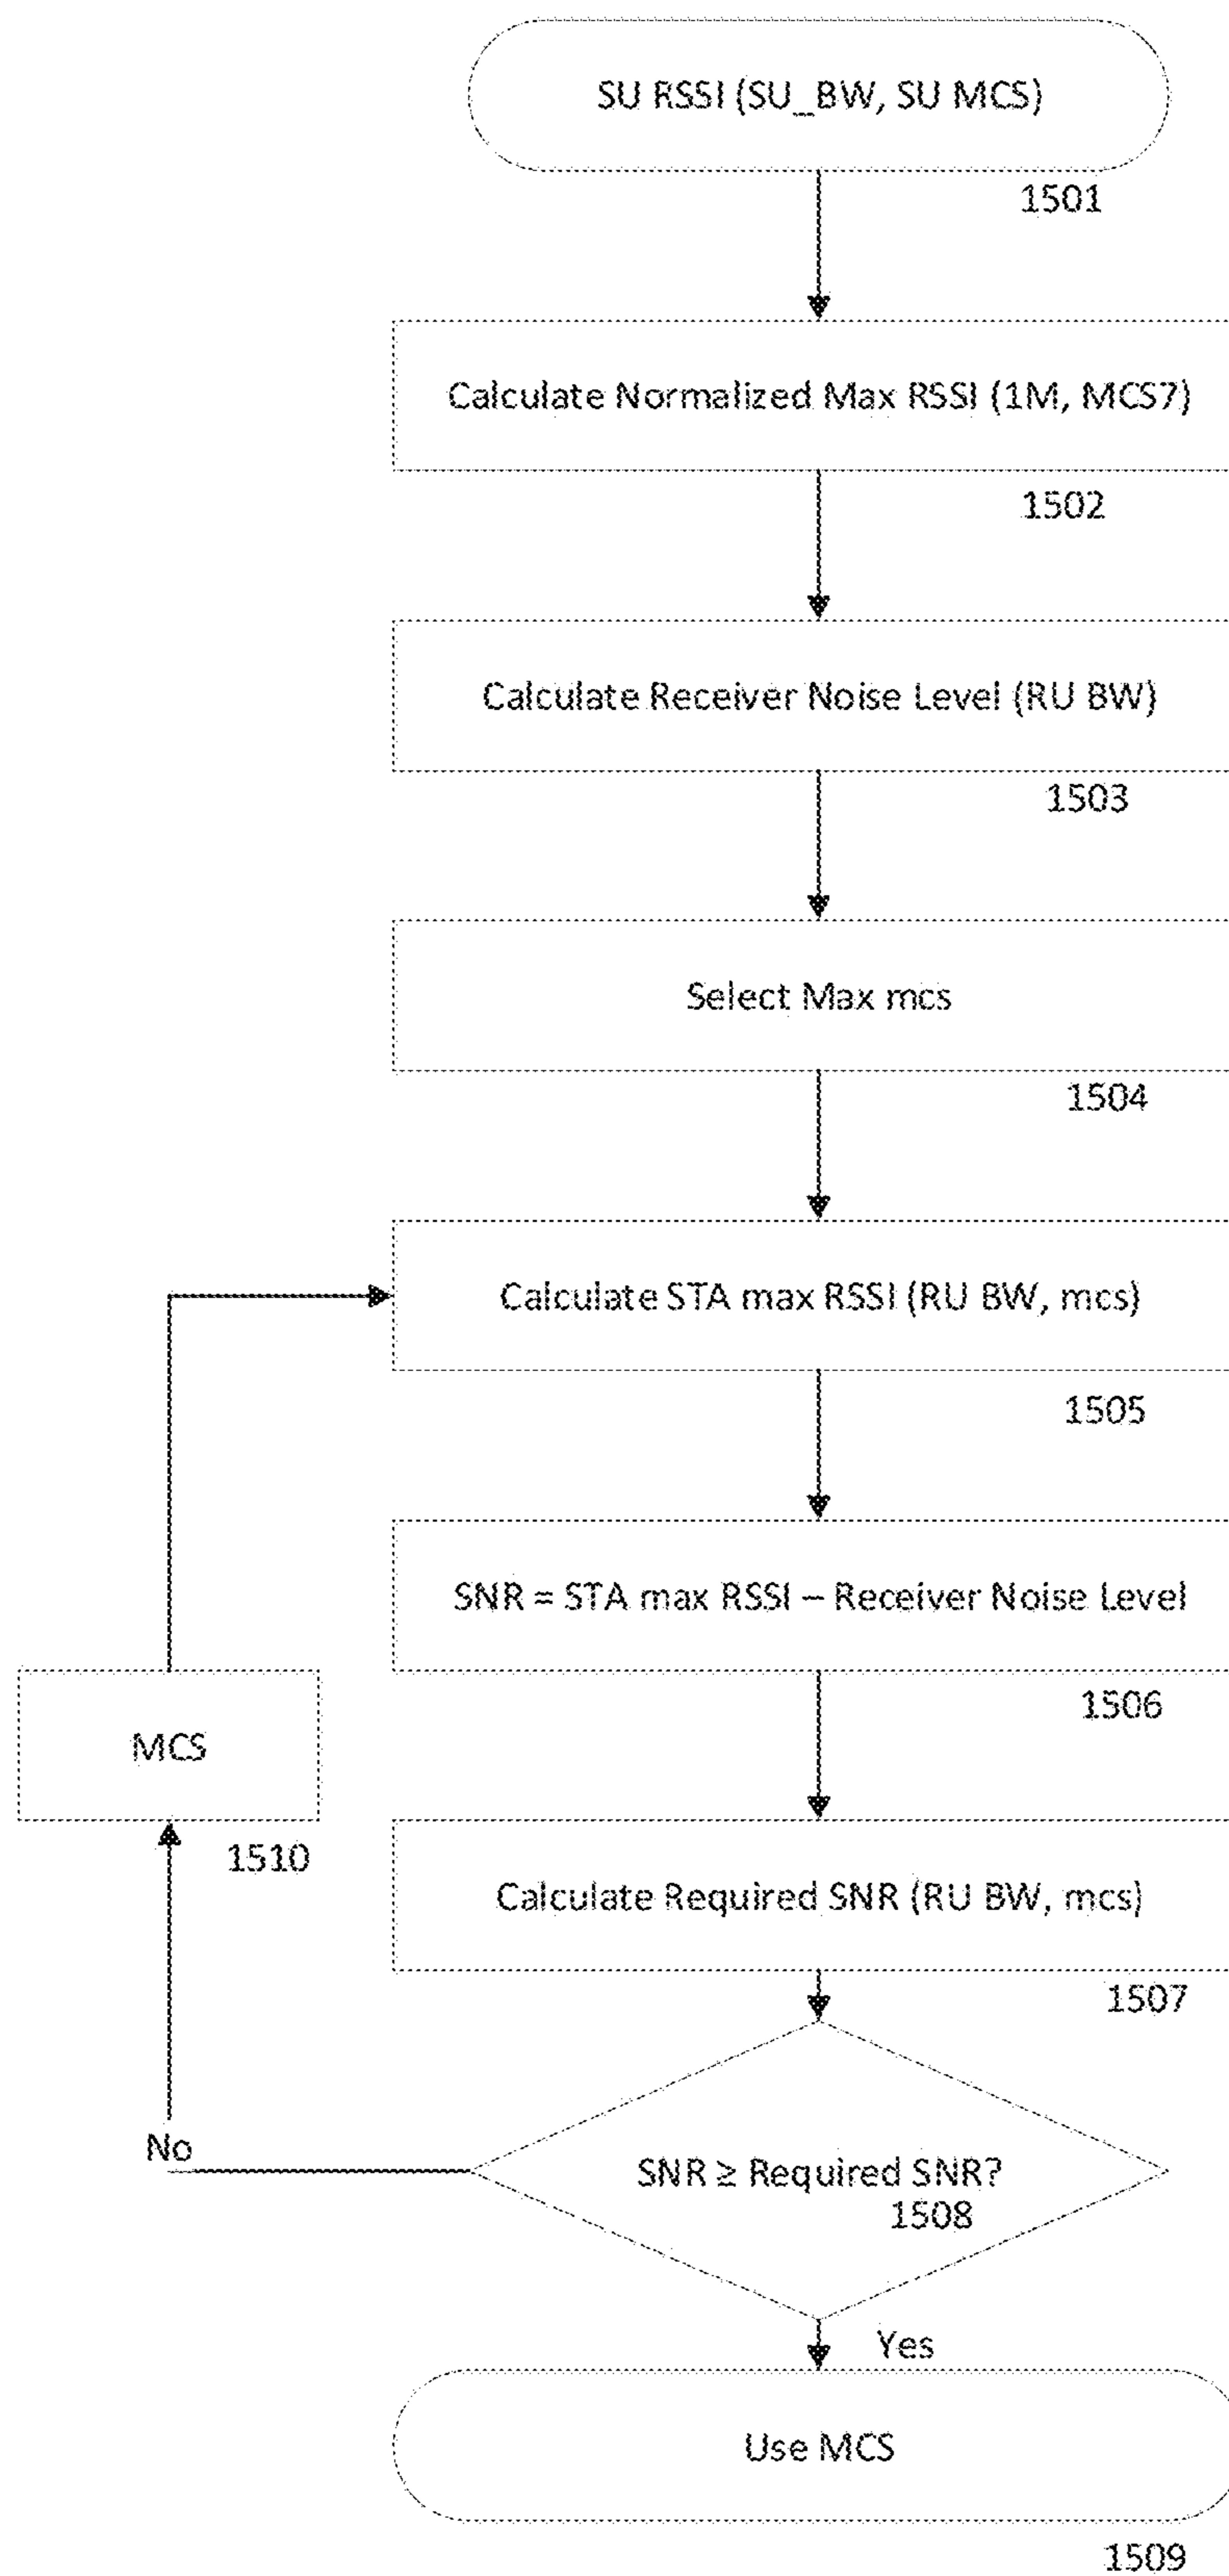 SU RSSI (SU_BW, SU MCS)
1501
Calculate Normalized Max RSSI (1M, MCS7)
1502
Calculate Receiver Noise Level (RU BW)
1503
Select Max mcs
1504
Calculate STA max RSSI (RU BW, mcs)
1505
SNR = STA max RSSI – Receiver Noise Level
1506
MCS
1510
Calculate Required SNR (RU BW, mcs)
1507
No
SNR ≥ Required SNR?
1508
Yes
Use MCS
1509